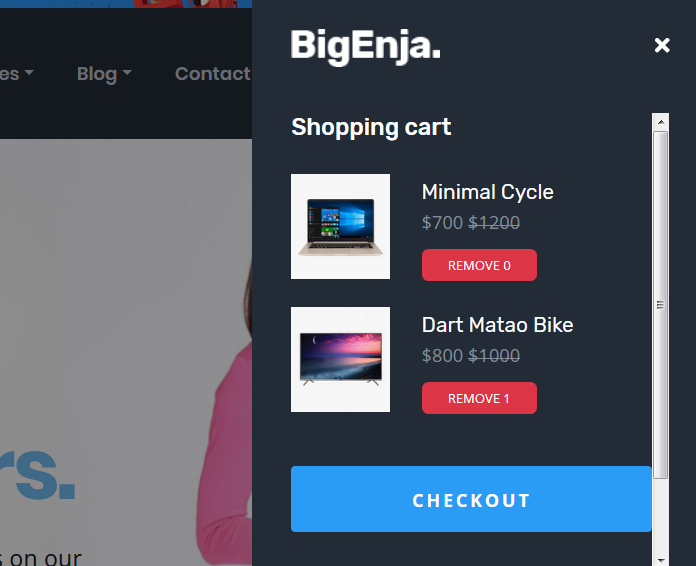 BigEnja.
es
Blog
Contact
Shopping cart
Minimal Cycle
$700 $1200
REMOVE 0
Dart Matao Bike
$800 $1000
REMOVE 1
rs.
CHECKOUT
s on our